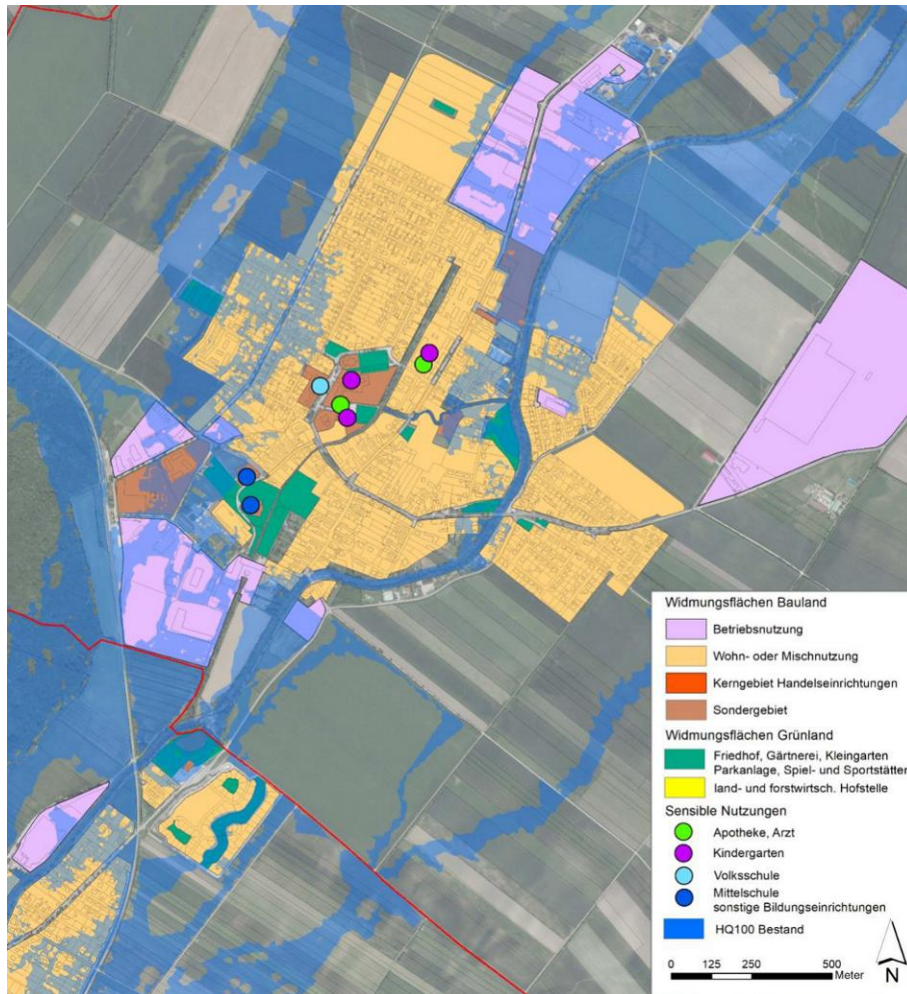 Widmungsflächen Bauland
Betriebsnutzung
Wohn- oder Mischnutzung
Kerngebiet Handelseinrichtungen
Sondergebiet
Widmungsflächen Grünland
Friedhof, Gärtnerei, Kleingarten
Parkanlage, Spiel- und Sportstätten
land- und forstwirtsch. Hofstelle
Sensible Nutzungen
Apotheke, Arzt
Kindergarten
Volksschule
Mittelschule
sonstige Bildungseinrichtungen
HQ100 Bestand
0 125 250 500 Meter
N